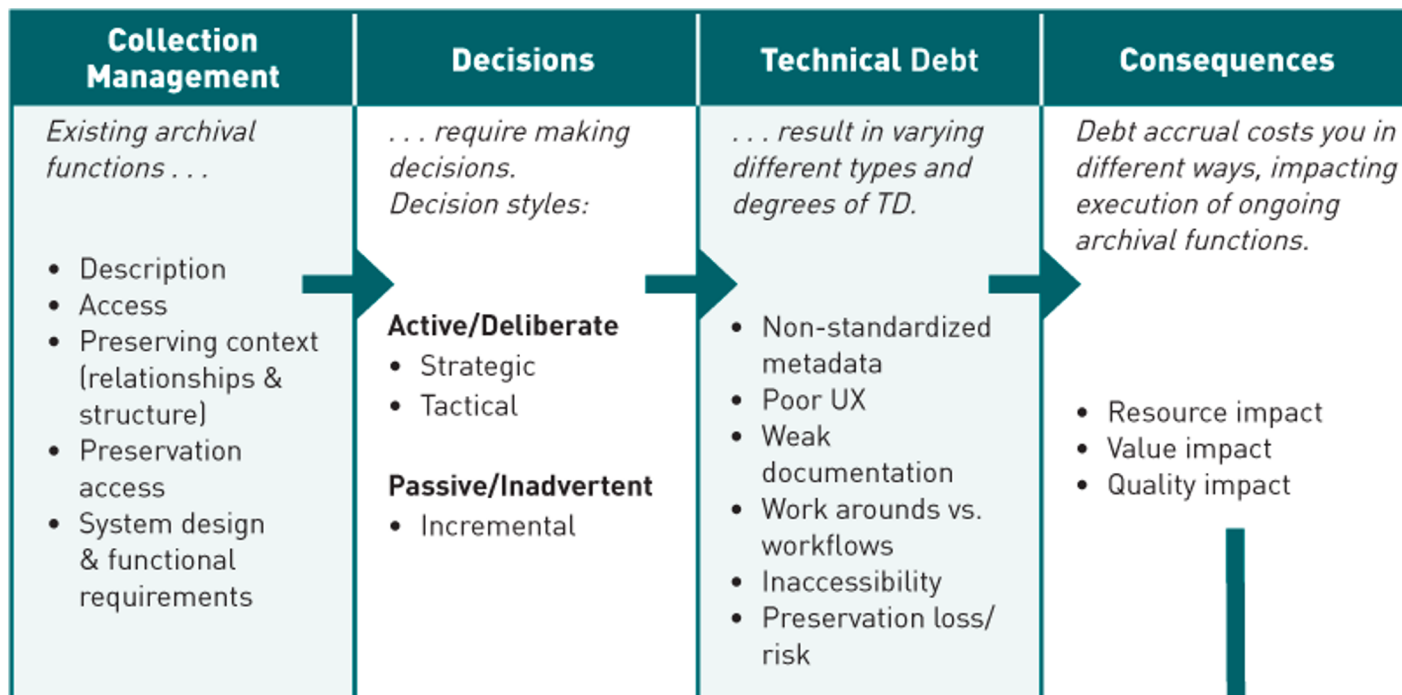 Collection
Management
Existing archival
functions . . .
• Description
• Access
• Preserving context
(relationships &
structure)
• Preservation
access
• System design
& functional
requirements
Decisions
. . . require making
decisions.
Decision styles:
Active/Deliberate
• Strategic
• Tactical
Passive/Inadvertent
• Incremental
Technical Debt
. . . result in varying
different types and
degrees of TD.
• Non-standardized
metadata
• Poor UX
• Weak
documentation
• Work arounds vs.
workflows
• Inaccessibility
• Preservation loss/
risk
Consequences
Debt accrual costs you in
different ways, impacting
execution of ongoing
archival functions.
• Resource impact
• Value impact
• Quality impact